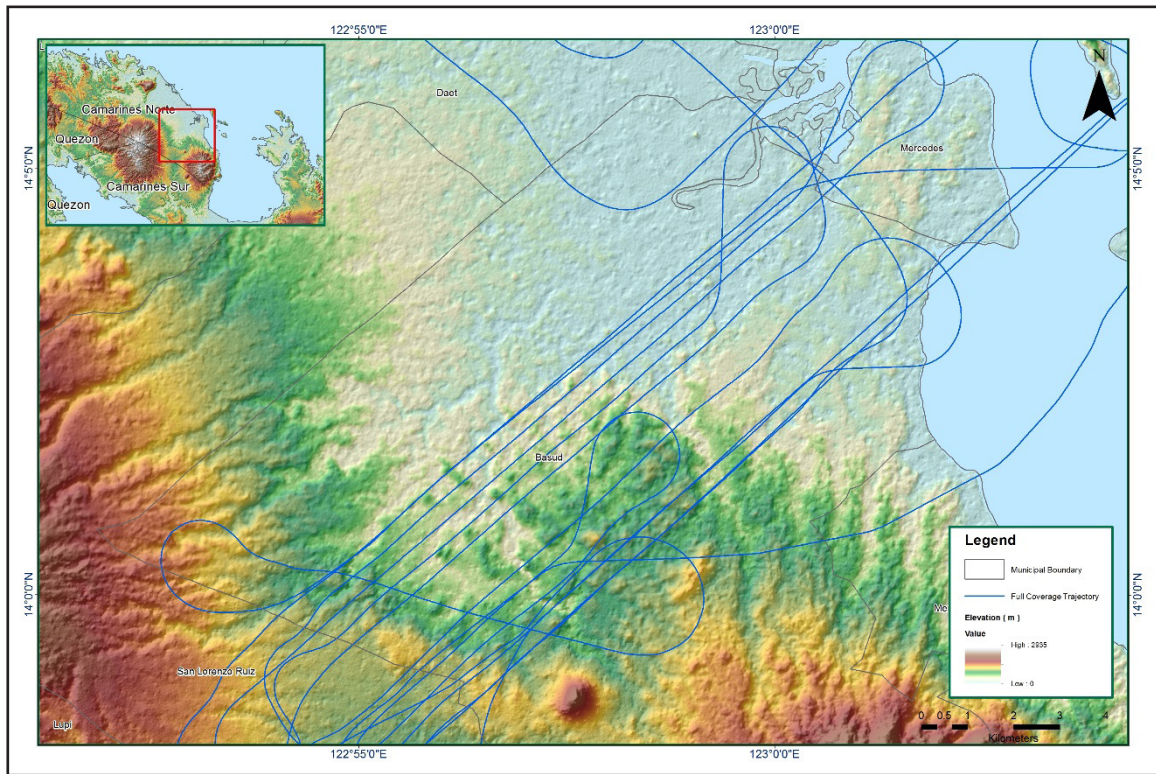 122°55'0"E
123°0'0"E
Camarines Norte
Quezon
Camarines Sur
Quezon
Daet
Mercedes
N
14°5'0"N
14°5'0"N
Basud
14°0'0"N
14°0'0"N
San Lorenzo Ruiz
Lupi
Me
Legend
Municipal Boundary
Full Coverage Trajectory
Elevation ( m )
Value
High : 2935
Low : 0
0 0.5 1 2 3 4
Kilometers
122°55'0"E
123°0'0"E